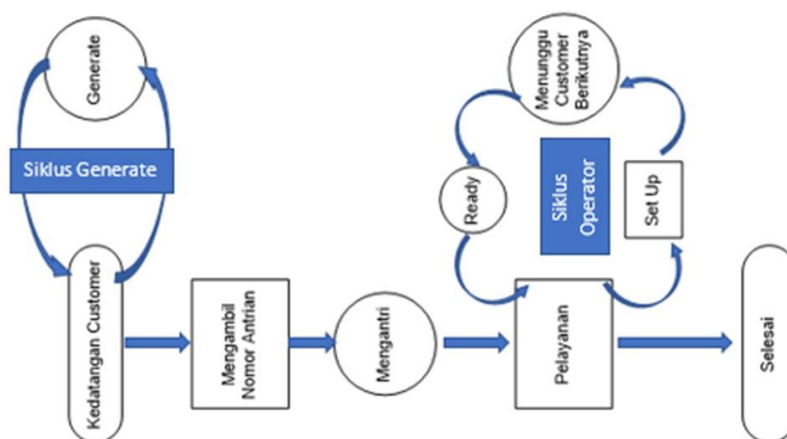 Generate
Siklus Generate
Kedatangan Customer
Mengambil
Nomor Antrian
Mengantri
Pelayanan
Ready
Menunggu
Customer
Berikutnya
Siklus
Operator
Set Up
Selesai